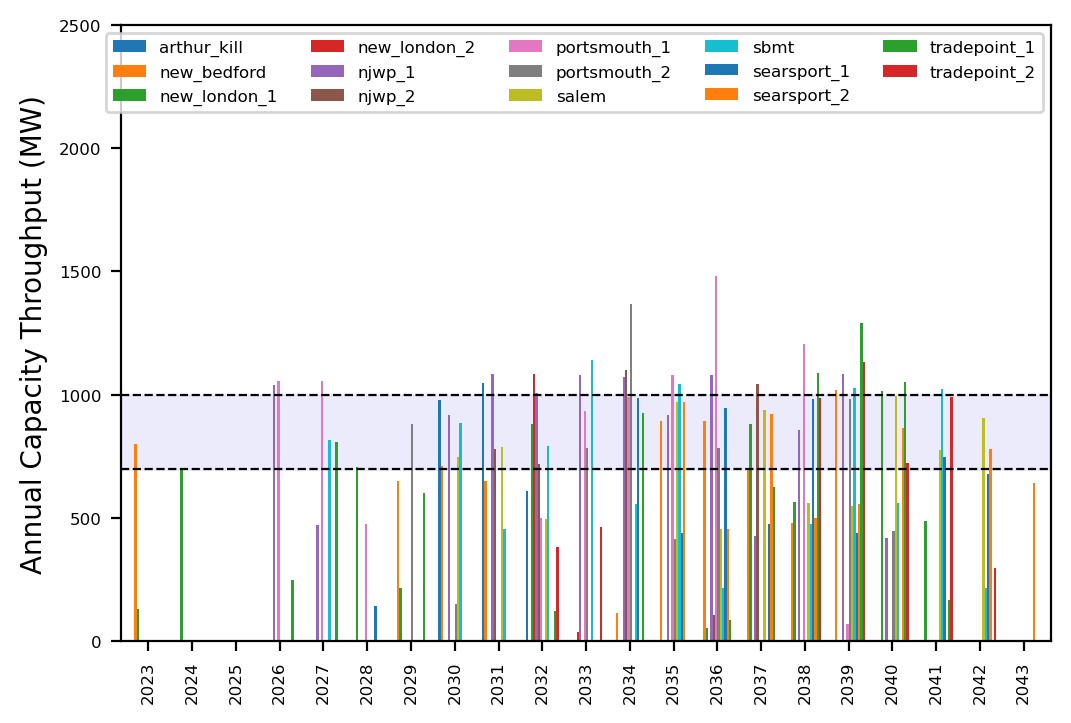 2500
2000
1500
1000
500
0
Annual Capacity Throughput (MW)
arthur_kill
new_bedford
new_london_1
new_london_2
njwp_1
njwp_2
portsmouth_1
portsmouth_2
salem
sbmt
searsport_1
searsport_2
tradepoint_1
tradepoint_2
2023
2024
2025
2026
2027
2028
2029
2030
2031
2032
2033
2034
2035
2036
2037
2038
2039
2040
2041
2042
2043